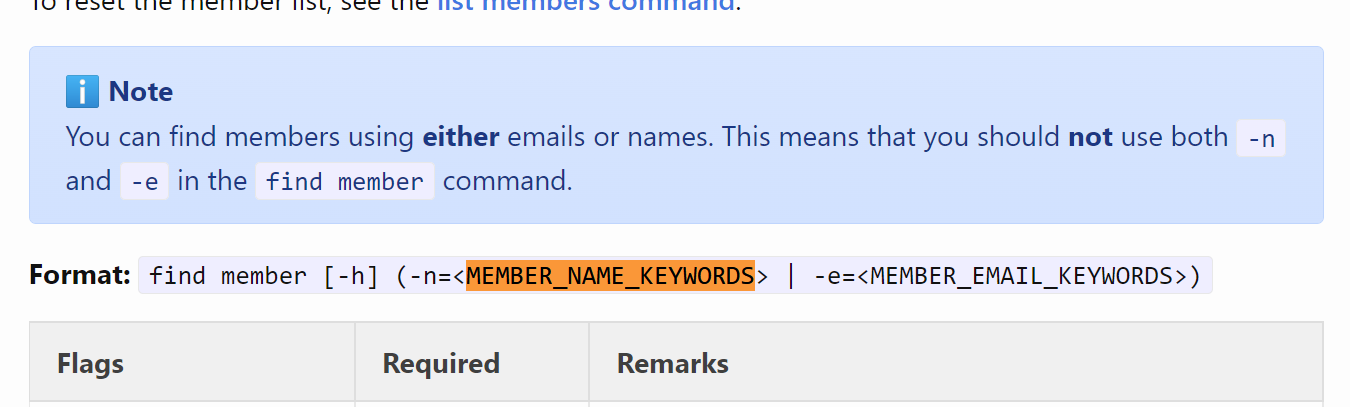 To reset the member list, see the list members command.
ℹ Note
You can find members using either emails or names. This means that you should not use both -n
and -e in the find member command.
Format: find member [-h] (-n=<MEMBER_NAME_KEYWORDS> | -e=<MEMBER_EMAIL_KEYWORDS>)
Flags Required Remarks